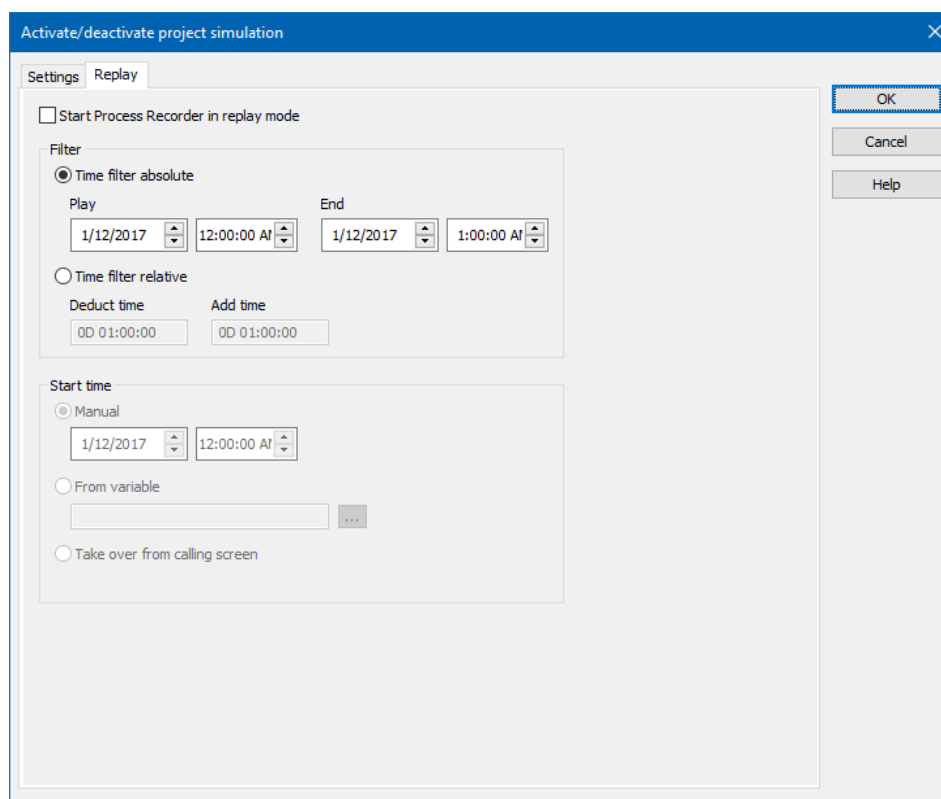 Activate/deactivate project simulation
Settings Replay
Start Process Recorder in replay mode
OK
Cancel
Help
Filter
Time filter absolute
Play End
1/12/2017 12:00:00 AM 1/12/2017 1:00:00 AM
Time filter relative
Deduct time Add time
0D 01:00:00 0D 01:00:00
Start time
Manual
1/12/2017 12:00:00 AM
From variable
...
Take over from calling screen